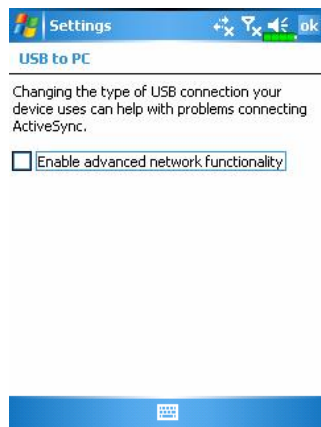 Settings
ok
USB to PC
Changing the type of USB connection your
device uses can help with problems connecting
ActiveSync.
Enable advanced network functionality